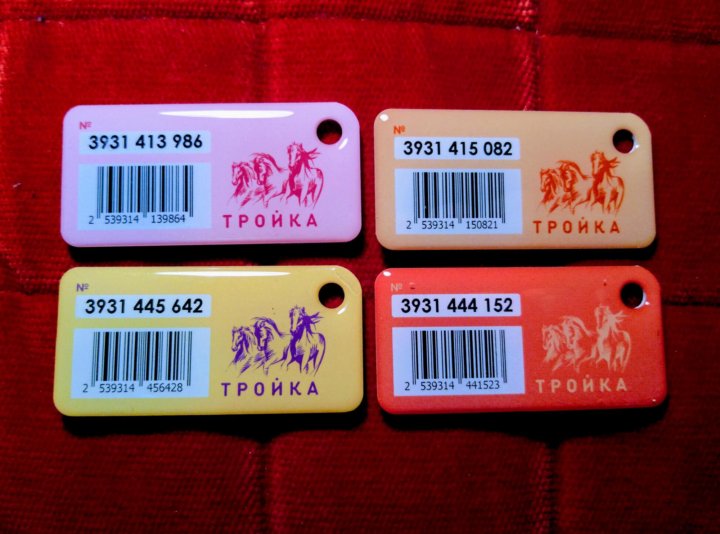 №
3931 413 986
2 539314 139864
ТРОЙКА
№
3931 415 082
2 539314 150821
ТРОЙКА
№
3931 445 642
2 539314 456428
ТРОЙКА
№
3931 444 152
2 539314 441523
ТРОЙКА